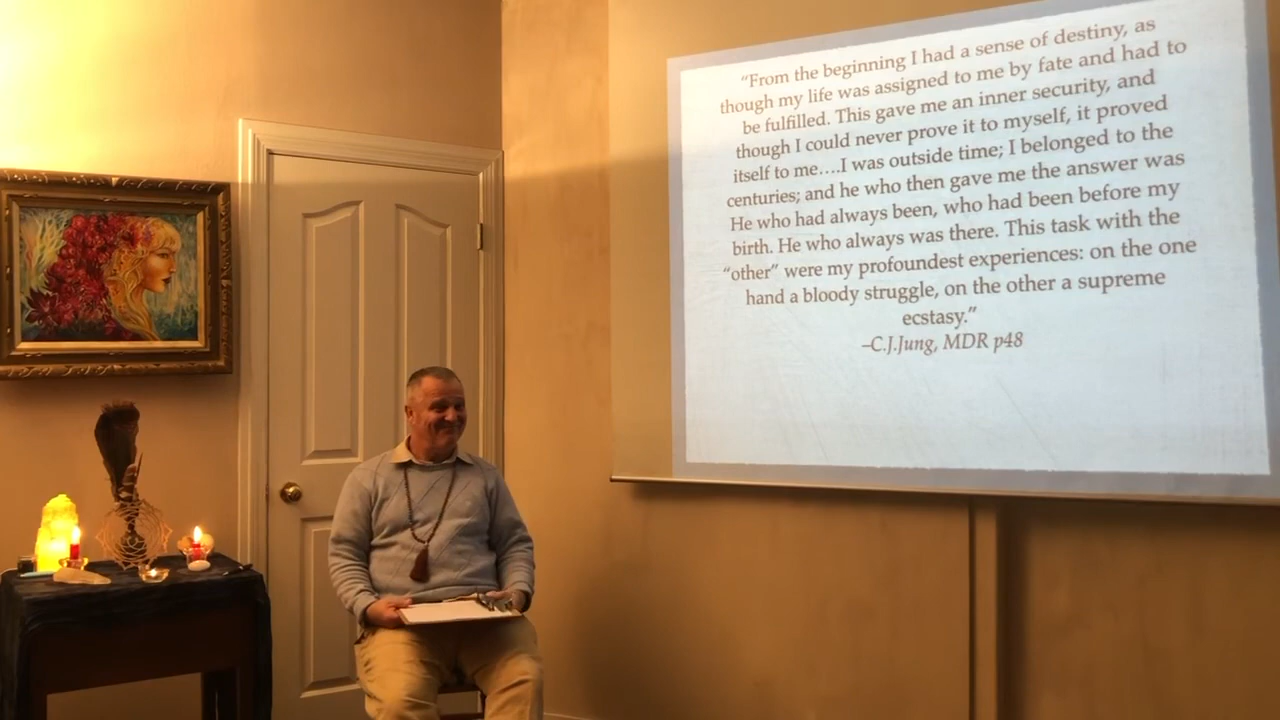 “From the beginning I had a sense of destiny, as
though my life was assigned to me by fate and had to
be fulfilled. This gave me an inner security, and
though I could never prove it to myself, it proved
itself to me….I was outside time; I belonged to the
centuries; and he who then gave me the answer was
He who had always been, who had been before my
birth. He who always was there. This task with the
“other” were my profoundest experiences: on the one
hand a bloody struggle, on the other a supreme
ecstasy.”
–C.J.Jung, MDR p48